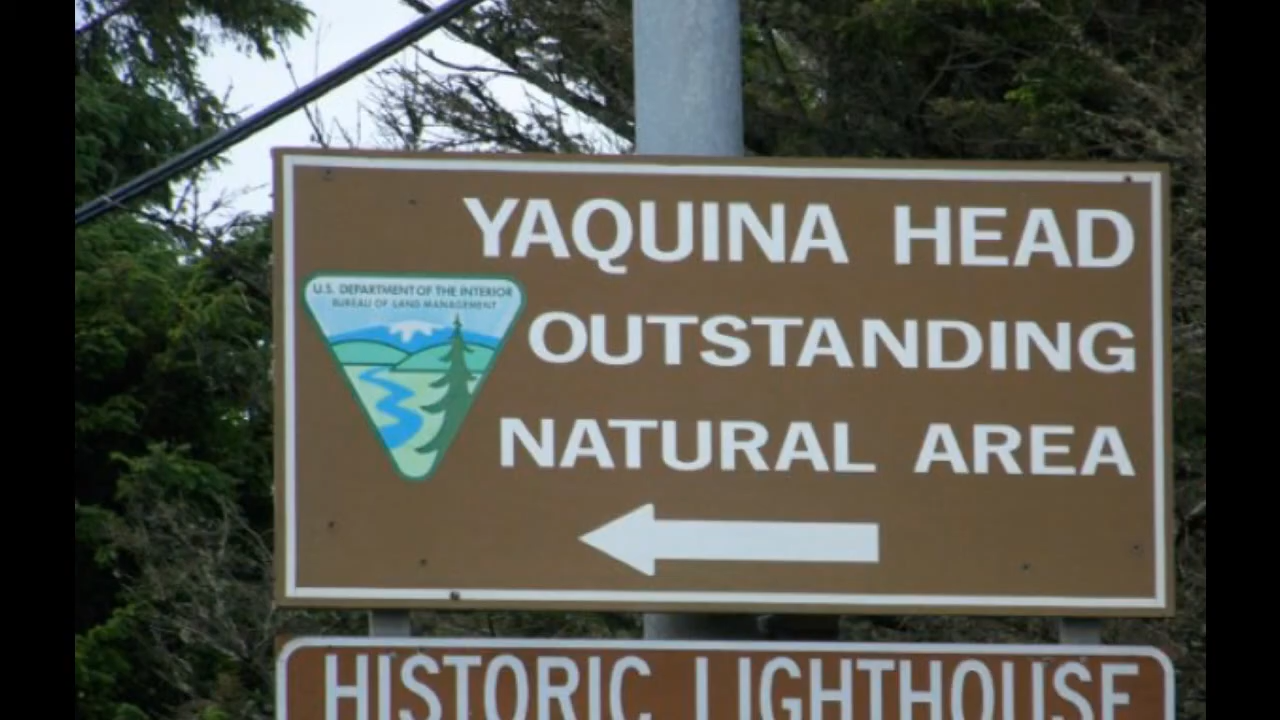 YAQUINA HEAD
U.S. DEPARTMENT OF THE INTERIOR
BUREAU OF LAND MANAGEMENT
OUTSTANDING
NATURAL AREA
HISTORIC LIGHTHOUSE